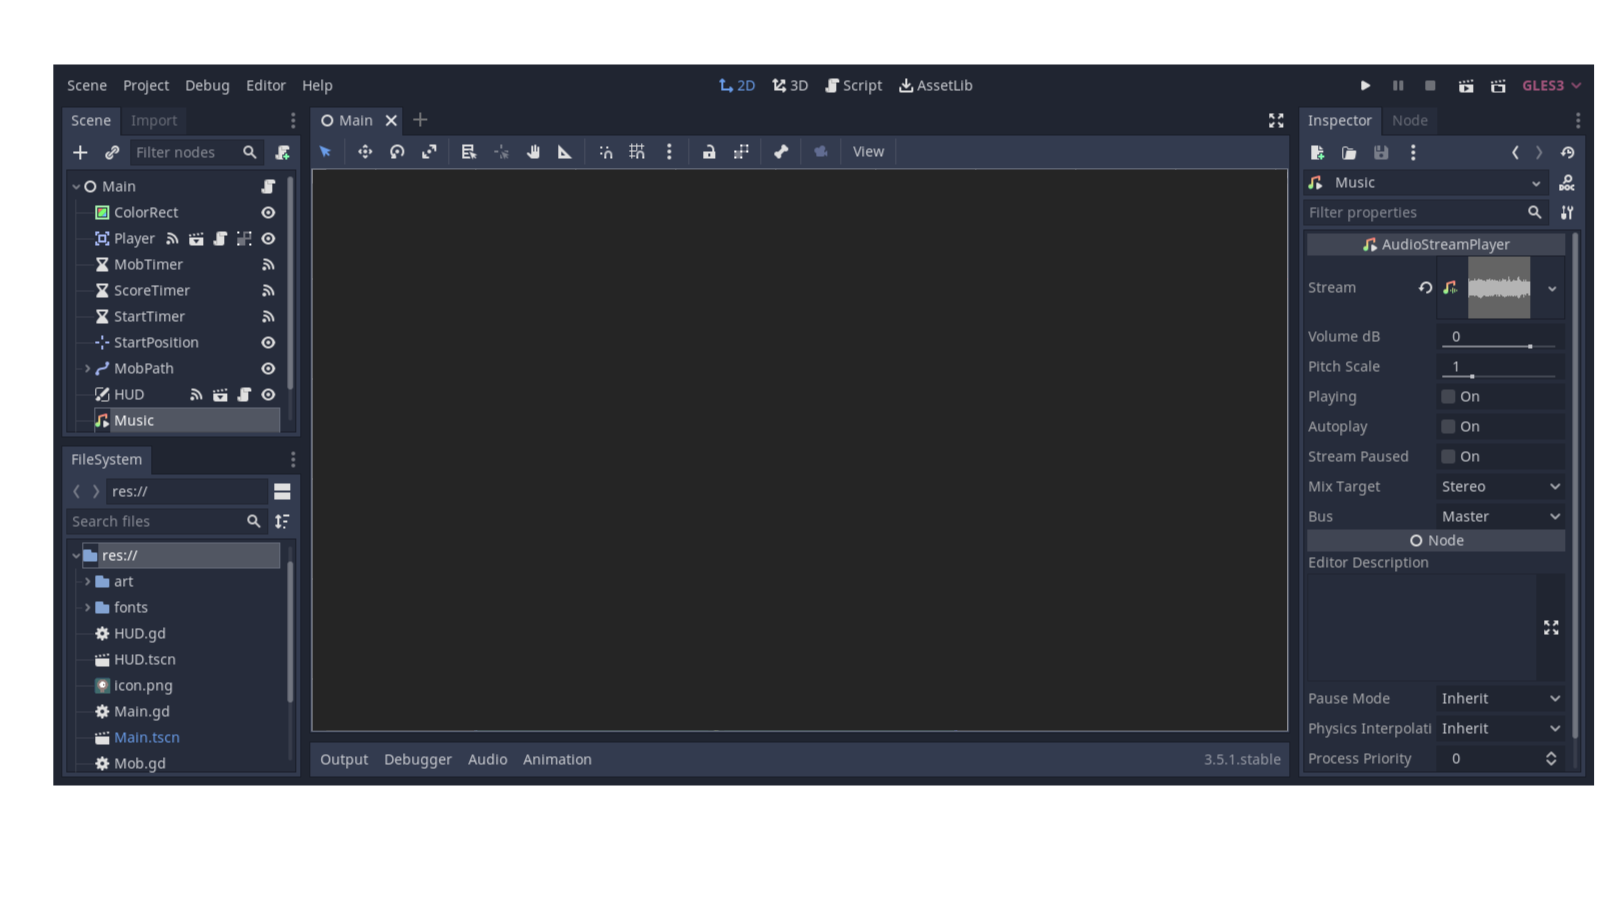 Scene Project Debug Editor Help 2D 3D Script AssetLib GLES3
Scene Import
Filter nodes
Main
ColorRect
Player
MobTimer
ScoreTimer
StartTimer
StartPosition
MobPath
HUD
Music
FileSystem
res://
Search files
res://
art
fonts
HUD.gd
HUD.tscn
icon.png
Main.gd
Main.tscn
Mob.gd
Main
View
Output Debugger Audio Animation 3.5.1.stable
Inspector Node
Music
DOC
Filter properties
AudioStreamPlayer
Stream
Volume dB 0
Pitch Scale 1
Playing On
Autoplay On
Stream Paused On
Mix Target Stereo
Bus Master
Node
Editor Description
Pause Mode Inherit
Physics Interpolati Inherit
Process Priority 0